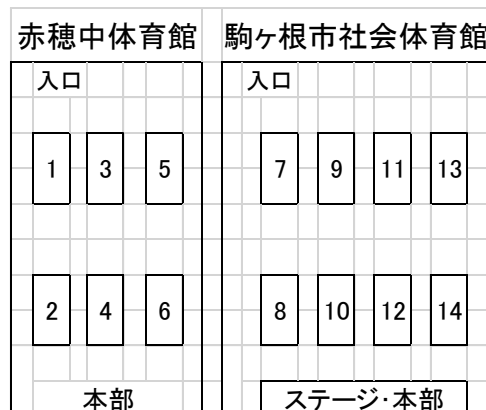 赤穂中体育館 駒ヶ根市社会体育館
入口 入口
1 3 5 7 9 11 13
2 4 6 8 10 12 14
本部 ステージ・本部